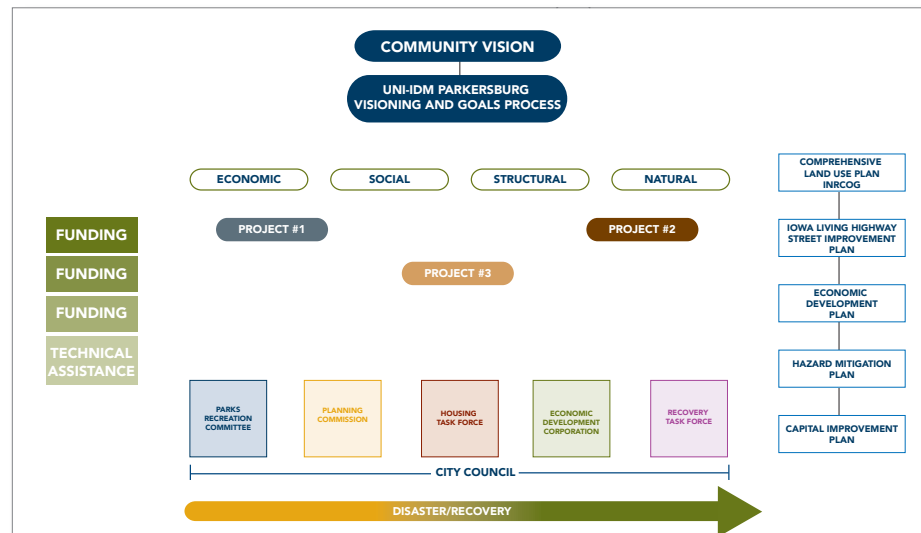 COMMUNITY VISION
UNI-IDM PARKERSBURG
VISIONING AND GOALS PROCESS
ECONOMIC
SOCIAL
STRUCTURAL
NATURAL
PROJECT #1
PROJECT #2
PROJECT #3
FUNDING
FUNDING
FUNDING
TECHNICAL
ASSISTANCE
COMPREHENSIVE
LAND USE PLAN
INRCOG
IOWA LIVING HIGHWAY
STREET IMPROVEMENT
PLAN
ECONOMIC
DEVELOPMENT
PLAN
HAZARD MITIGATION
PLAN
CAPITAL IMPROVEMENT
PLAN
PARKS
RECREATION
COMMITTEE
PLANNING
COMMISSION
HOUSING
TASK FORCE
ECONOMIC
DEVELOPMENT
CORPORATION
RECOVERY
TASK FORCE
CITY COUNCIL
DISASTER/RECOVERY